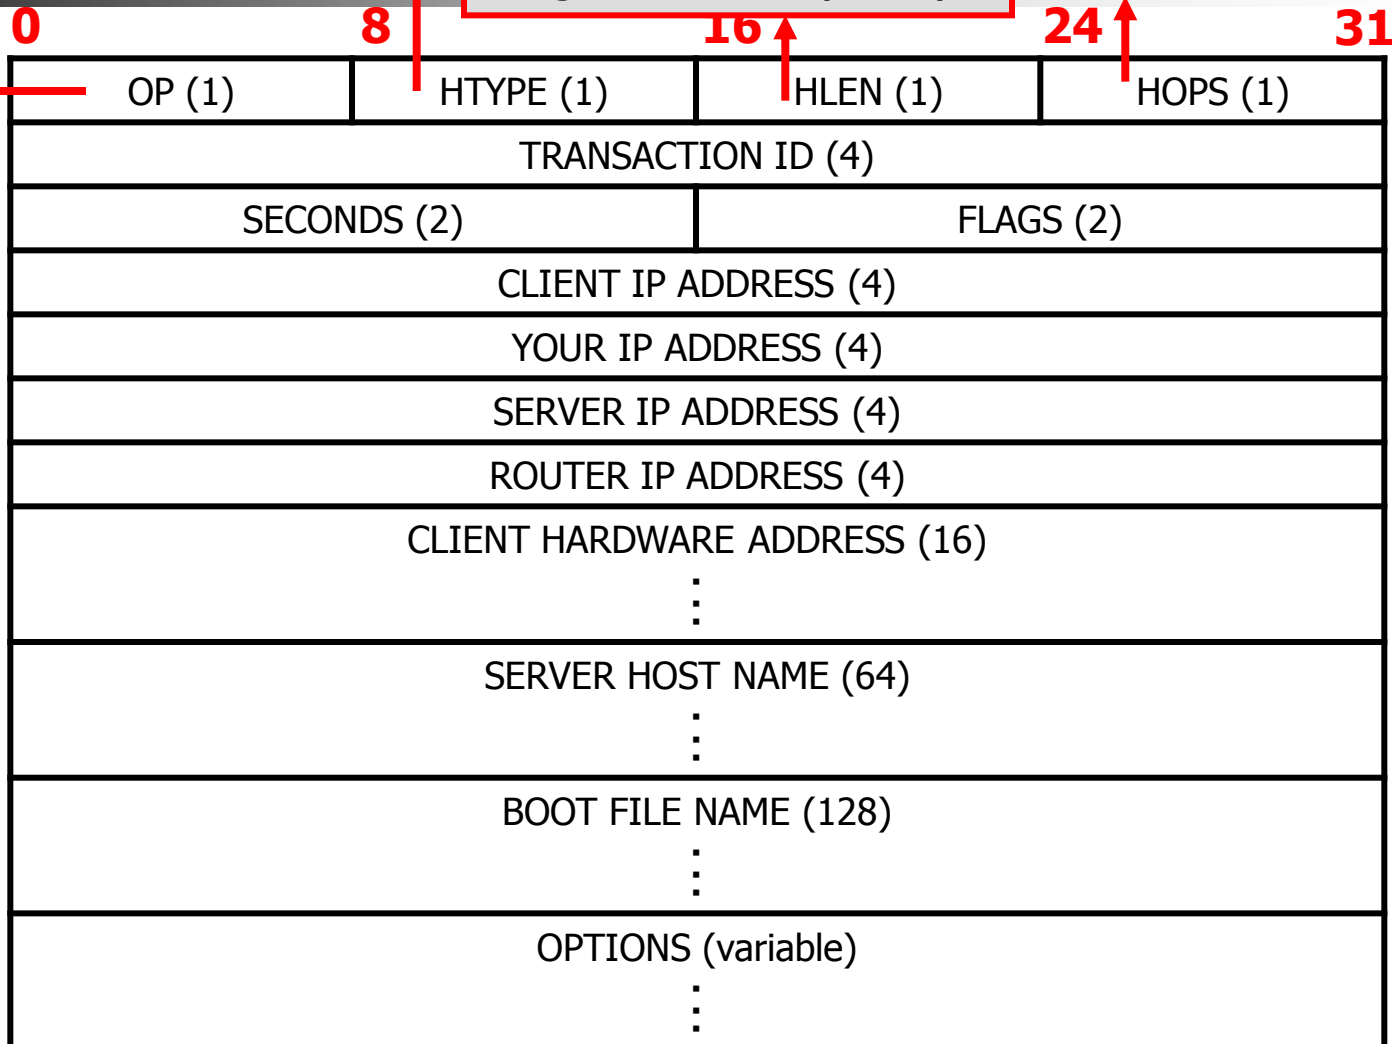 0 8 16 24 31
OP (1) HTYPE (1) HLEN (1) HOPS (1)
TRANSACTION ID (4)
SECONDS (2) FLAGS (2)
CLIENT IP ADDRESS (4)
YOUR IP ADDRESS (4)
SERVER IP ADDRESS (4)
ROUTER IP ADDRESS (4)
CLIENT HARDWARE ADDRESS (16)
SERVER HOST NAME (64)
BOOT FILE NAME (128)
OPTIONS (variable)